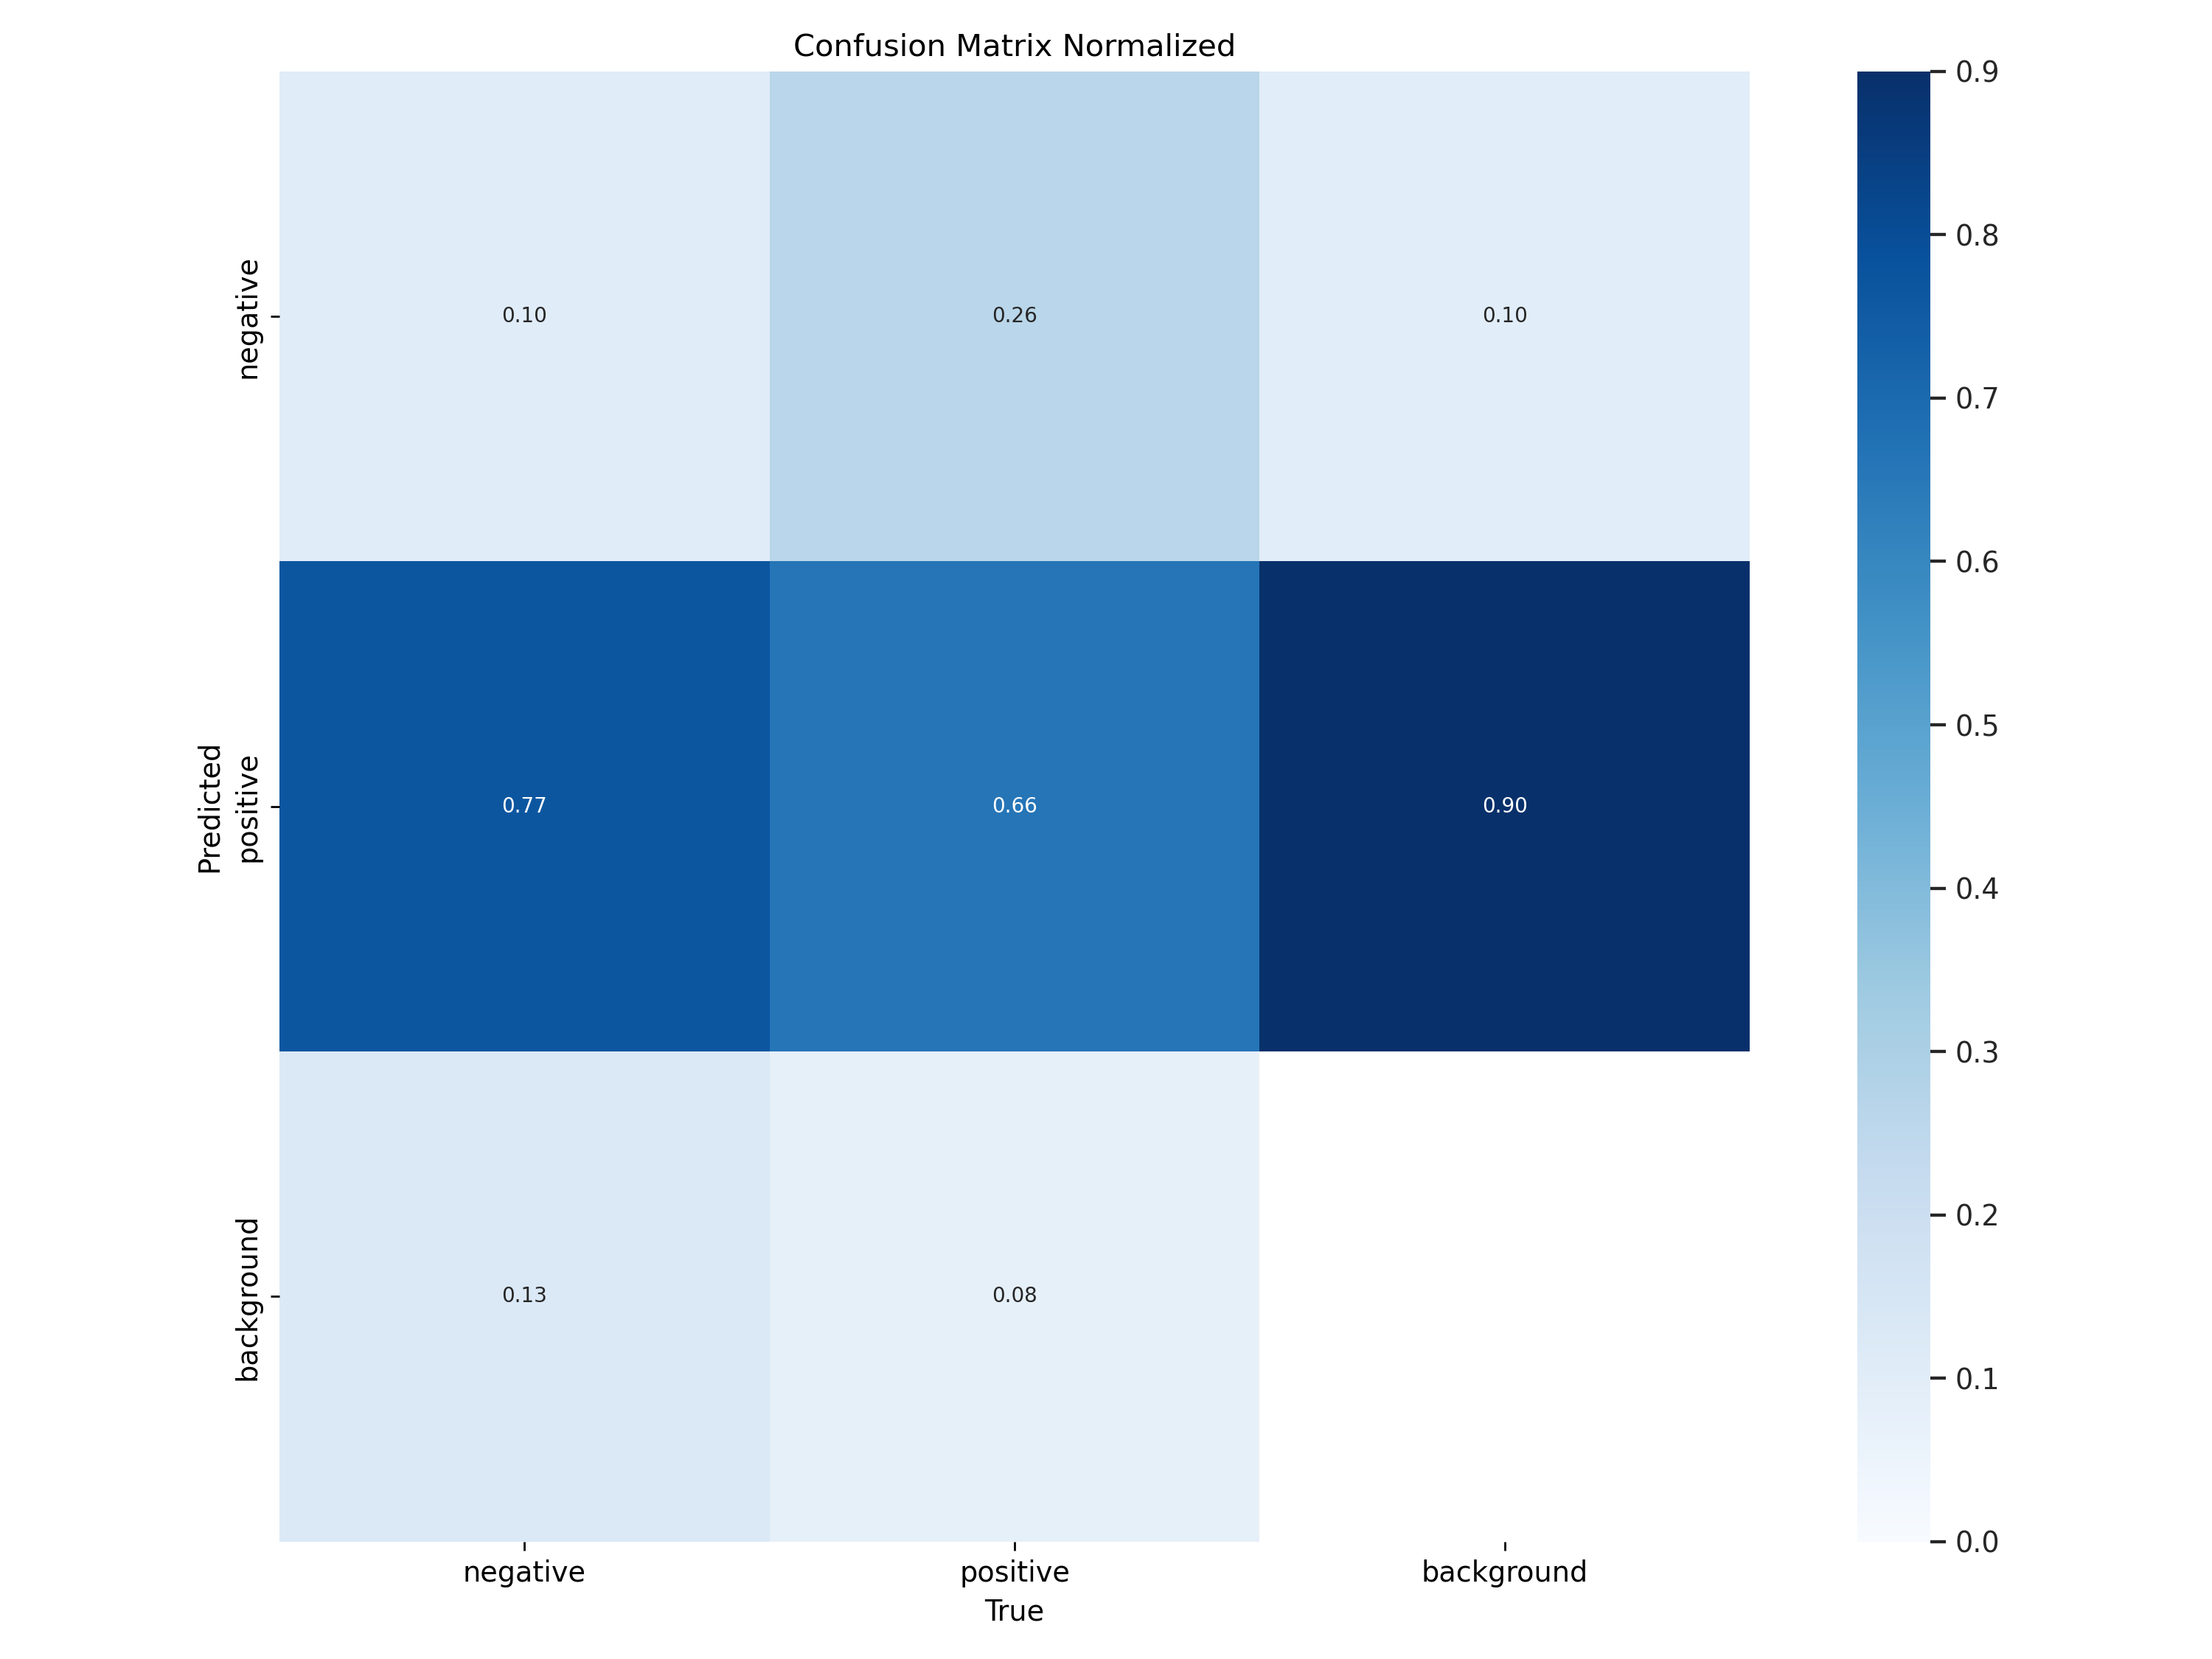 Confusion Matrix Normalized
negative
0.10
0.26
0.10
Predicted
positive
0.77
0.66
0.90
background
0.13
0.08
negative
positive
background
True
0.9
0.8
0.7
0.6
0.5
0.4
0.3
0.2
0.1
0.0